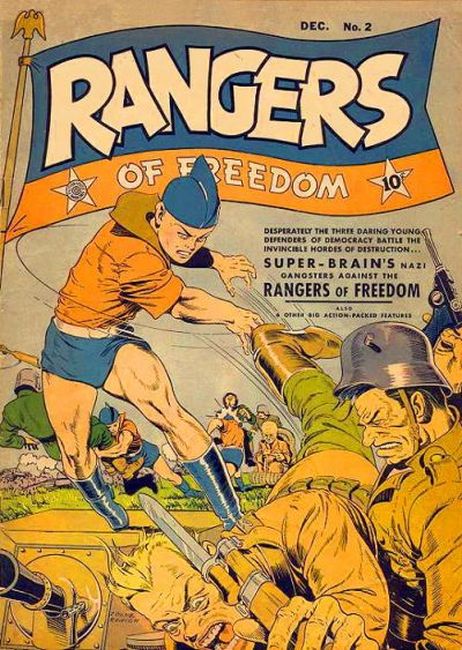 DEC. No. 2
RANGERS
OF FREEDOM
10¢
DESPERATELY THE THREE DARING YOUNG
DEFENDERS OF DEMOCRACY BATTLE THE
INVINCIBLE HORDES OF DESTRUCTION...
SUPER-BRAIN'S NAZI
GANGSTERS AGAINST THE
RANGERS OF FREEDOM
ALSO
6 OTHER BIG ACTION-PACKED FEATURES